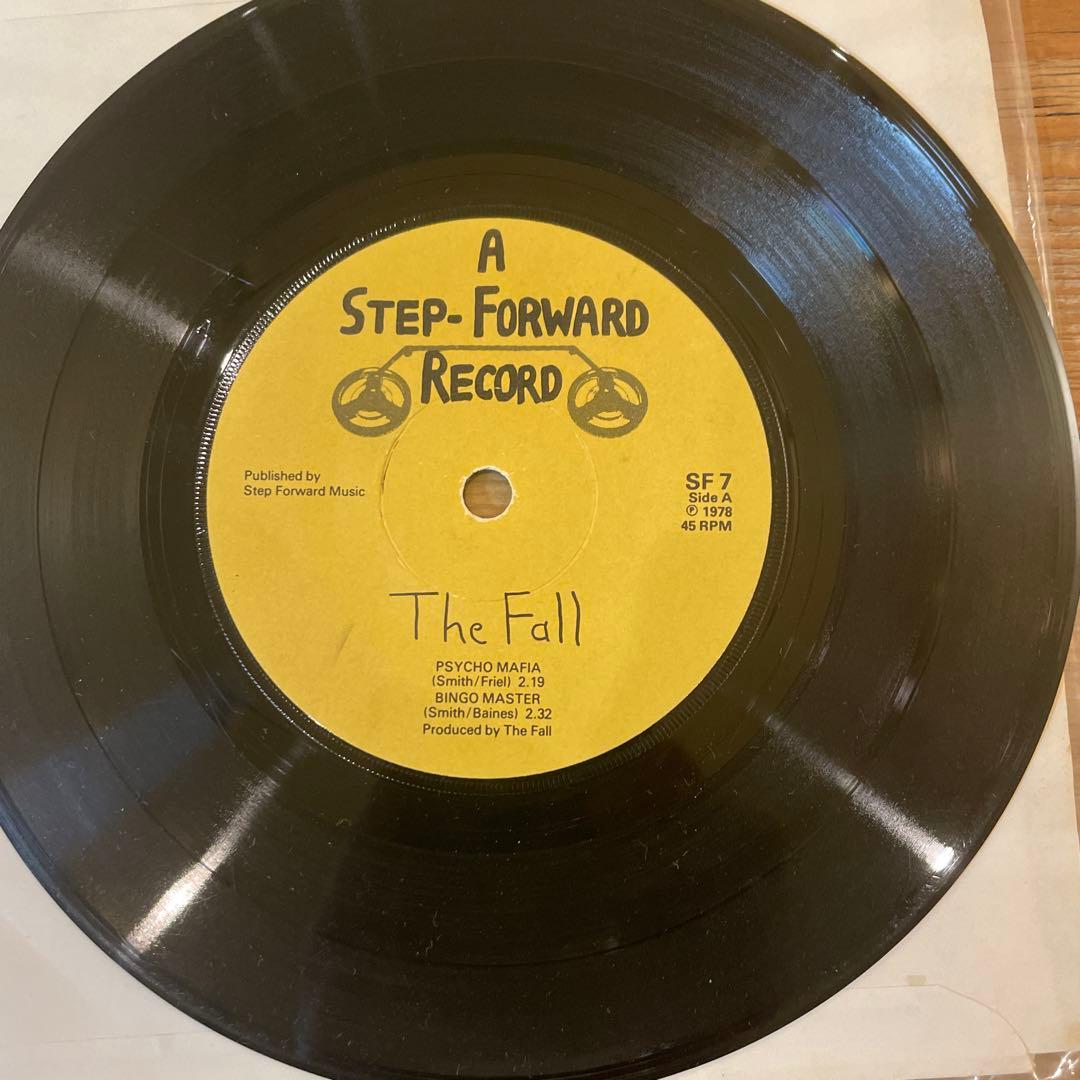 A
STEP-FORWARD
RECORD
Published by
Step Forward Music
SF 7
Side A
℗ 1978
45 RPM
The Fall
PSYCHO MAFIA
(Smith/Friel) 2.19
BINGO MASTER
(Smith/Baines) 2.32
Produced by The Fall